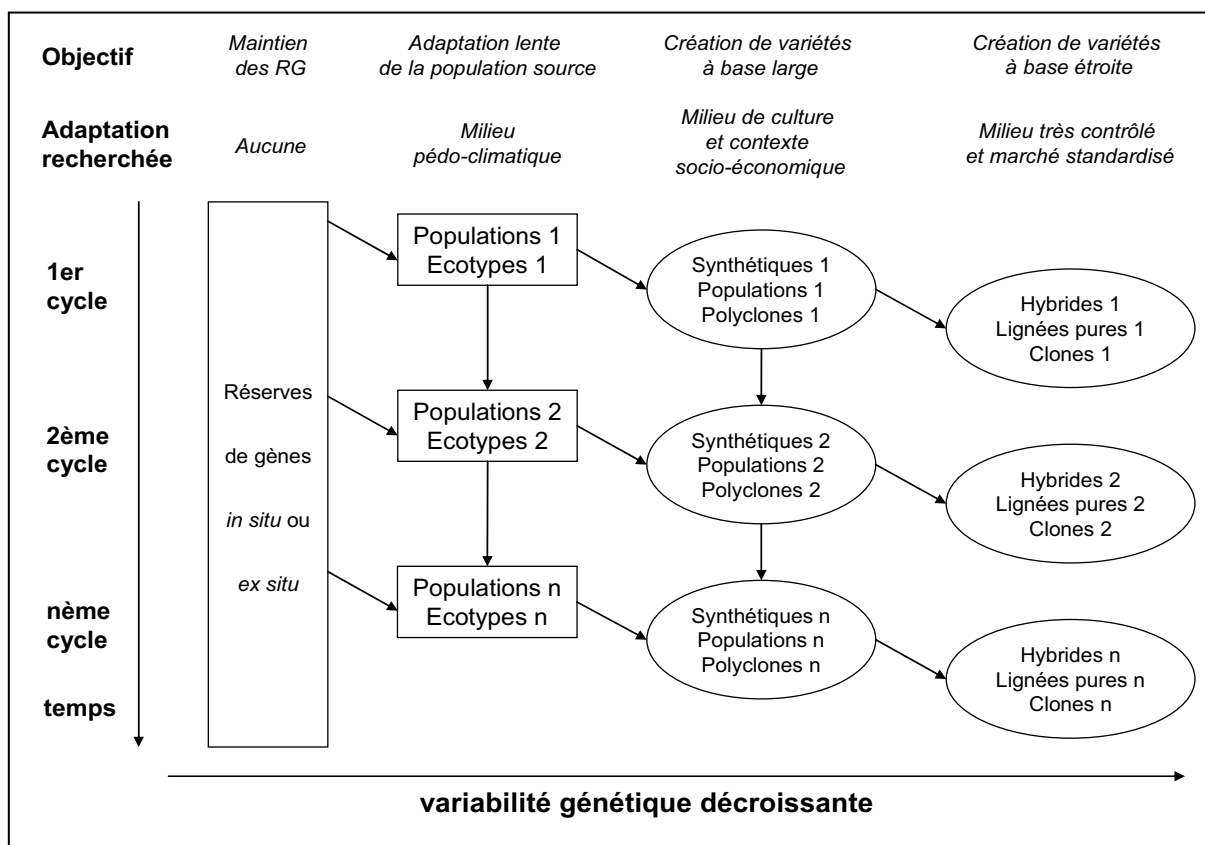 Objectif
Maintien
des RG
Adaptation lente
de la population source
Création de variétés
à base large
Création de variétés
à base étroite
Adaptation
recherchée
Aucune
Milieu
pédo-climatique
Milieu de culture
et contexte
socio-économique
Milieu très contrôlé
et marché standardisé
1er
cycle
Populations 1
Ecotypes 1
Synthétiques 1
Populations 1
Polyclones 1
Hybrides 1
Lignées pures 1
Clones 1
2ème
cycle
Réserves
de gènes
in situ ou
ex situ
Populations 2
Ecotypes 2
Synthétiques 2
Populations 2
Polyclones 2
Hybrides 2
Lignées pures 2
Clones 2
nème
cycle
Populations n
Ecotypes n
Synthétiques n
Populations n
Polyclones n
Hybrides n
Lignées pures n
Clones n
temps
variabilité génétique décroissante